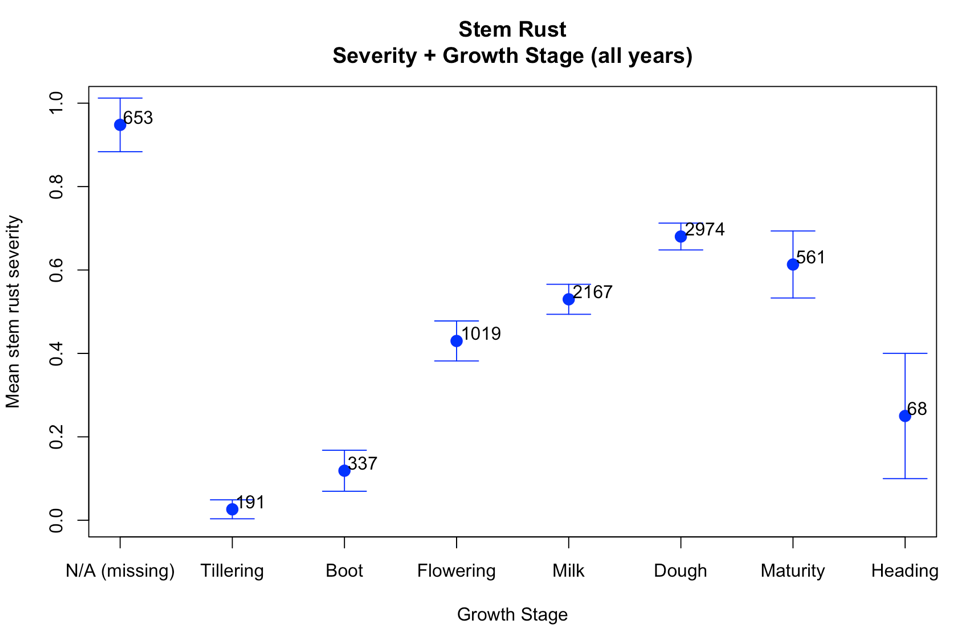 Stem Rust
Severity + Growth Stage (all years)
Mean stem rust severity
1.0
0.8
0.6
0.4
0.2
0.0
653
191
337
1019
2167
2974
561
68
N/A (missing) Tillering Boot Flowering Milk Dough Maturity Heading
Growth Stage